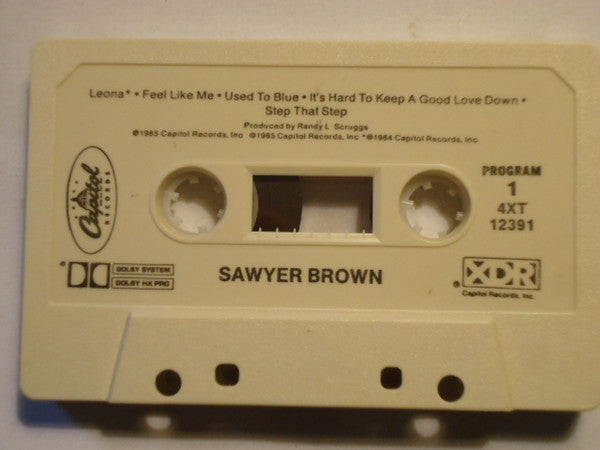 Leona* • Feel Like Me • Used To Blue • It's Hard To Keep A Good Love Down •
Step That Step
Produced by Randy L. Scruggs
℗1985 Capitol Records, Inc ©1985 Capitol Records, Inc *℗1984 Capitol Records, Inc.
PROGRAM
1
4XT
12391
Capitol
RECORDS
DOLBY SYSTEM
DOLBY HX PRO
SAWYER BROWN
XDR
Capitol Records, Inc.